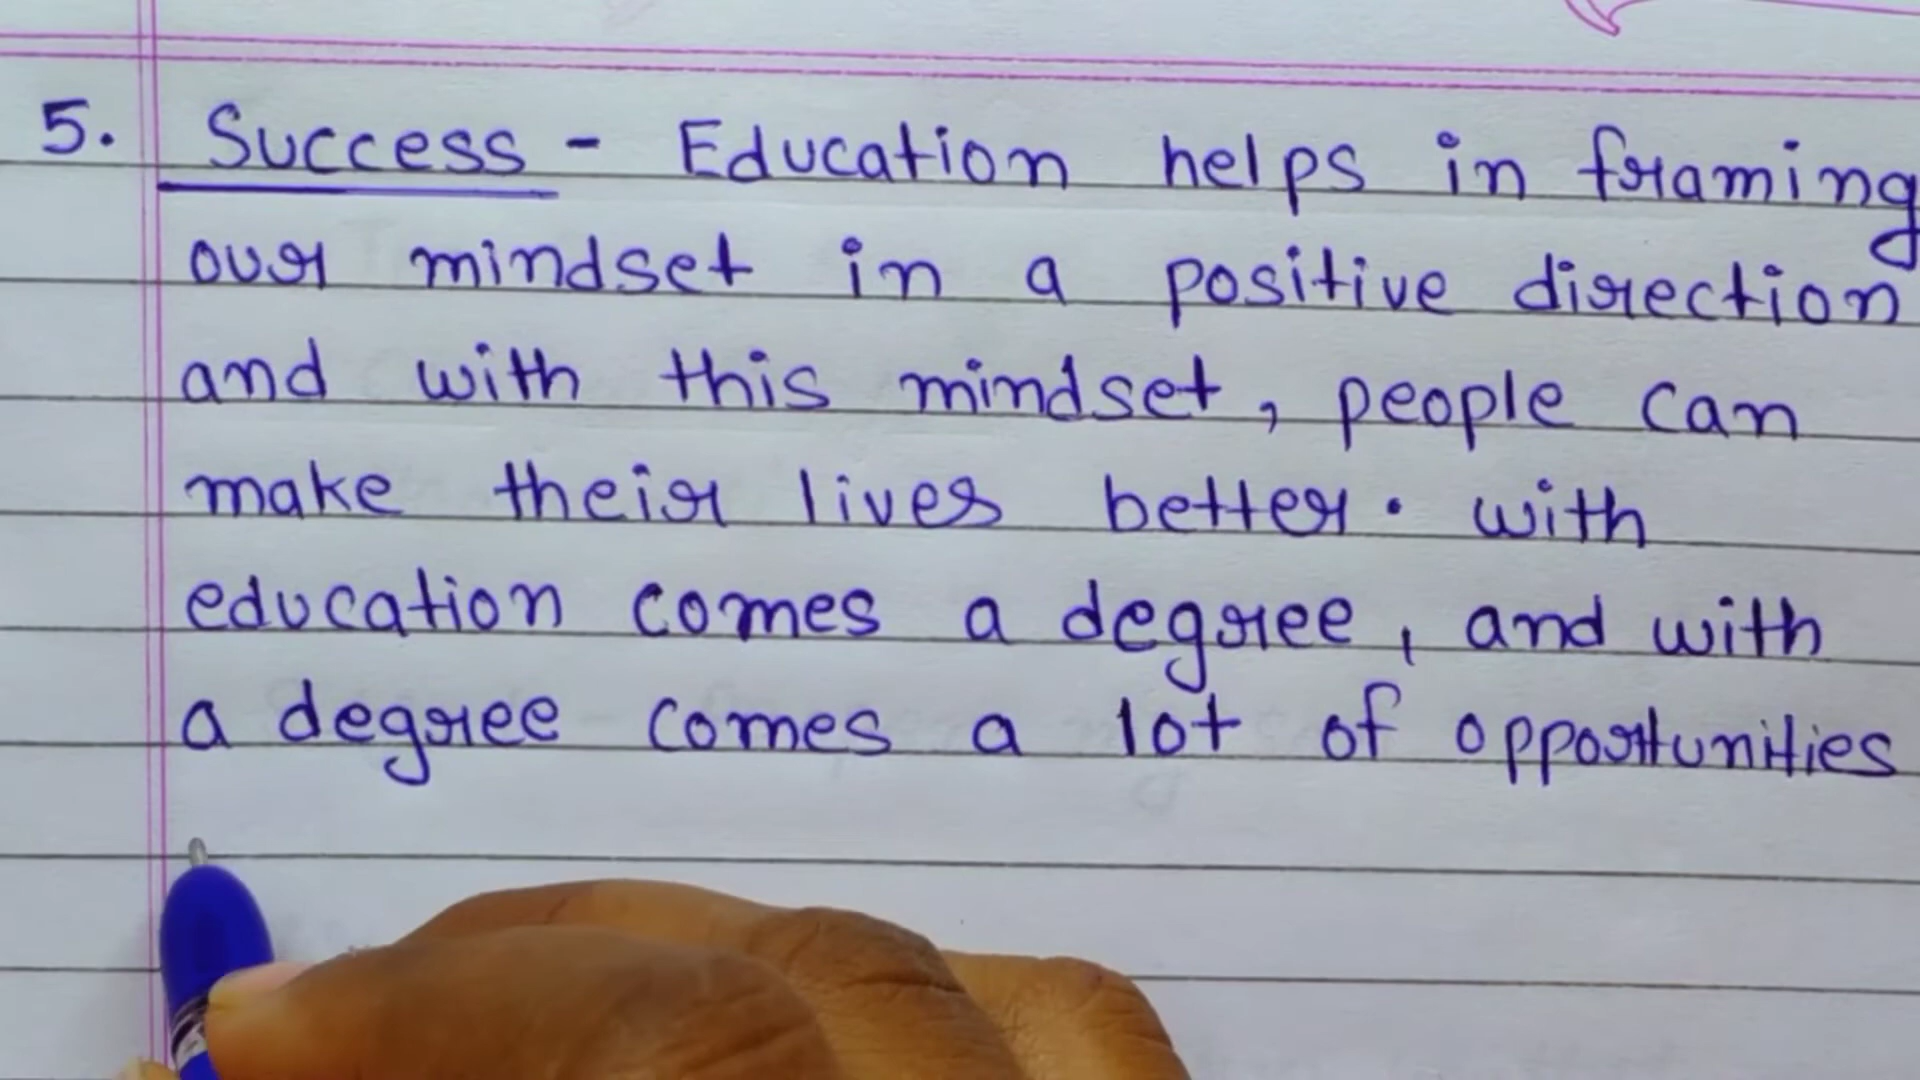 5. Success - Education helps in framing
our mindset in a positive direction
and with this mindset, people can
make their lives better. with
education comes a degree, and with
a degree comes a lot of opportunities